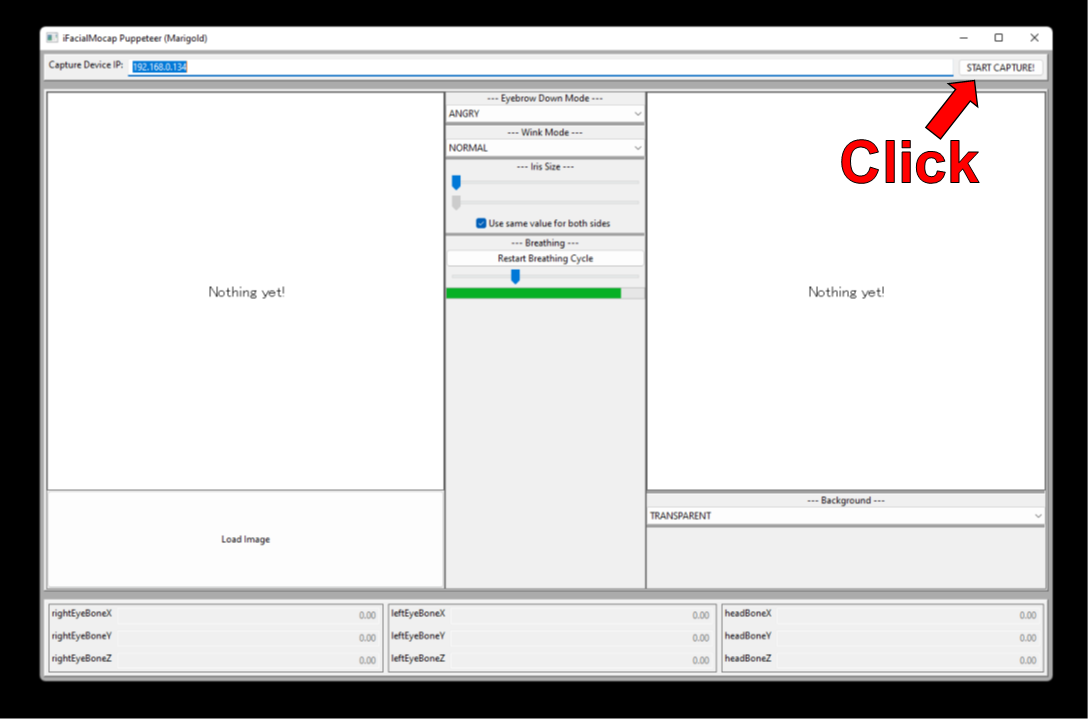 iFacialMocap Puppeteer (Marigold)
Capture Device IP: 192.168.0.134 START CAPTURE!
Click
Nothing yet!
Load Image
--- Eyebrow Down Mode ---
ANGRY
--- Wink Mode ---
NORMAL
--- Iris Size ---
Use same value for both sides
--- Breathing ---
Restart Breathing Cycle
Nothing yet!
--- Background ---
TRANSPARENT
rightEyeBoneX 0.00
rightEyeBoneY 0.00
rightEyeBoneZ 0.00
leftEyeBoneX 0.00
leftEyeBoneY 0.00
leftEyeBoneZ 0.00
headBoneX 0.00
headBoneY 0.00
headBoneZ 0.00